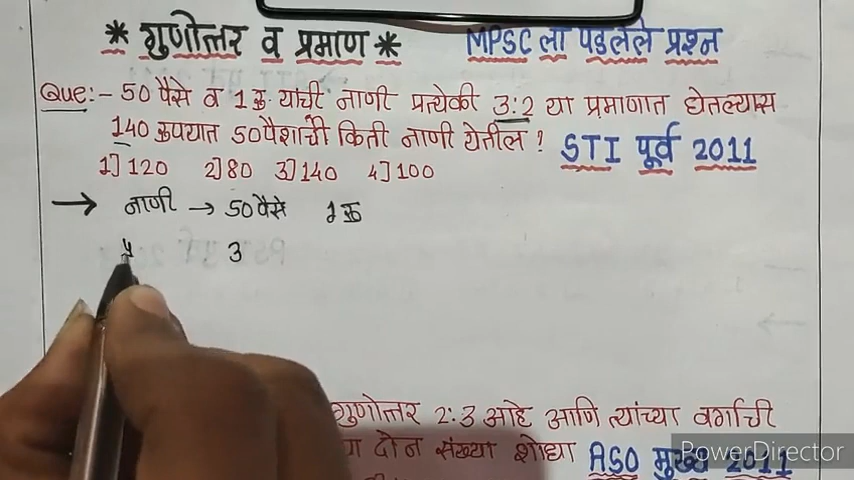 * गुणोत्तर व प्रमाण * MPSC ला पडलेले प्रश्न
Que:- 50 पैसे व 1 रू यांची नाणी प्रत्येकी 3:2 या प्रमाणात घेतल्यास
140 रूपयात 50 पैशाची किती नाणी येतील ? STI पूर्व 2011
1] 120 2] 80 3] 140 4] 100
→ नाणी → 50 पैसे 1 रू
3
गुणोत्तर 2:3 आहे आणि त्यांच्या वर्गाची
दोन संख्या शोधा ASO मुख्य 2011
PowerDirector